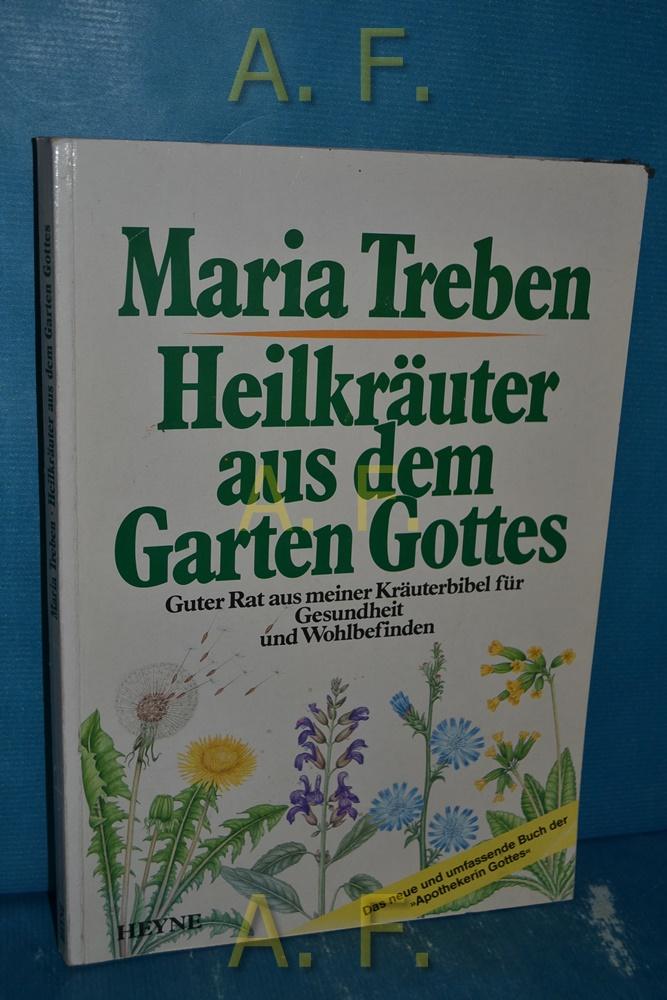 A. F.
Maria Treben
Heilkräuter
aus dem
Garten Gottes
Guter Rat aus meiner Kräuterbibel für
Gesundheit
und Wohlbefinden
A. F.
Das neue und umfassende Buch der
»Apothekerin Gottes«
HEYNE
A. F.
Maria Treben · Heilkräuter aus dem Garten Gottes
HEYNE